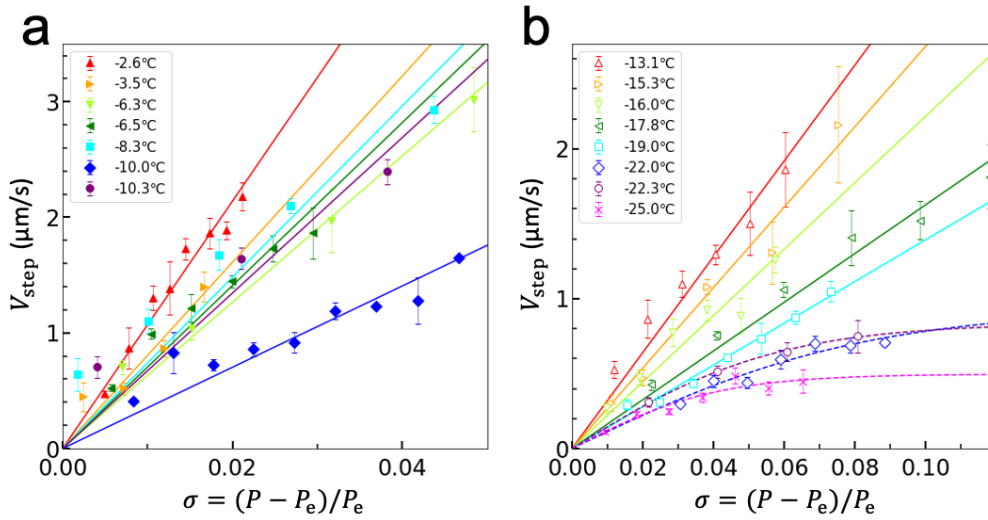 a
V_step (μm/s)
3
2
1
0
-2.6°C
-3.5°C
-6.3°C
-6.5°C
-8.3°C
-10.0°C
-10.3°C
0.00
0.02
0.04
σ = (P − P_e)/P_e
b
V_step (μm/s)
2
1
0
-13.1°C
-15.3°C
-16.0°C
-17.8°C
-19.0°C
-22.0°C
-22.3°C
-25.0°C
0.00
0.02
0.04
0.06
0.08
0.10
σ = (P − P_e)/P_e